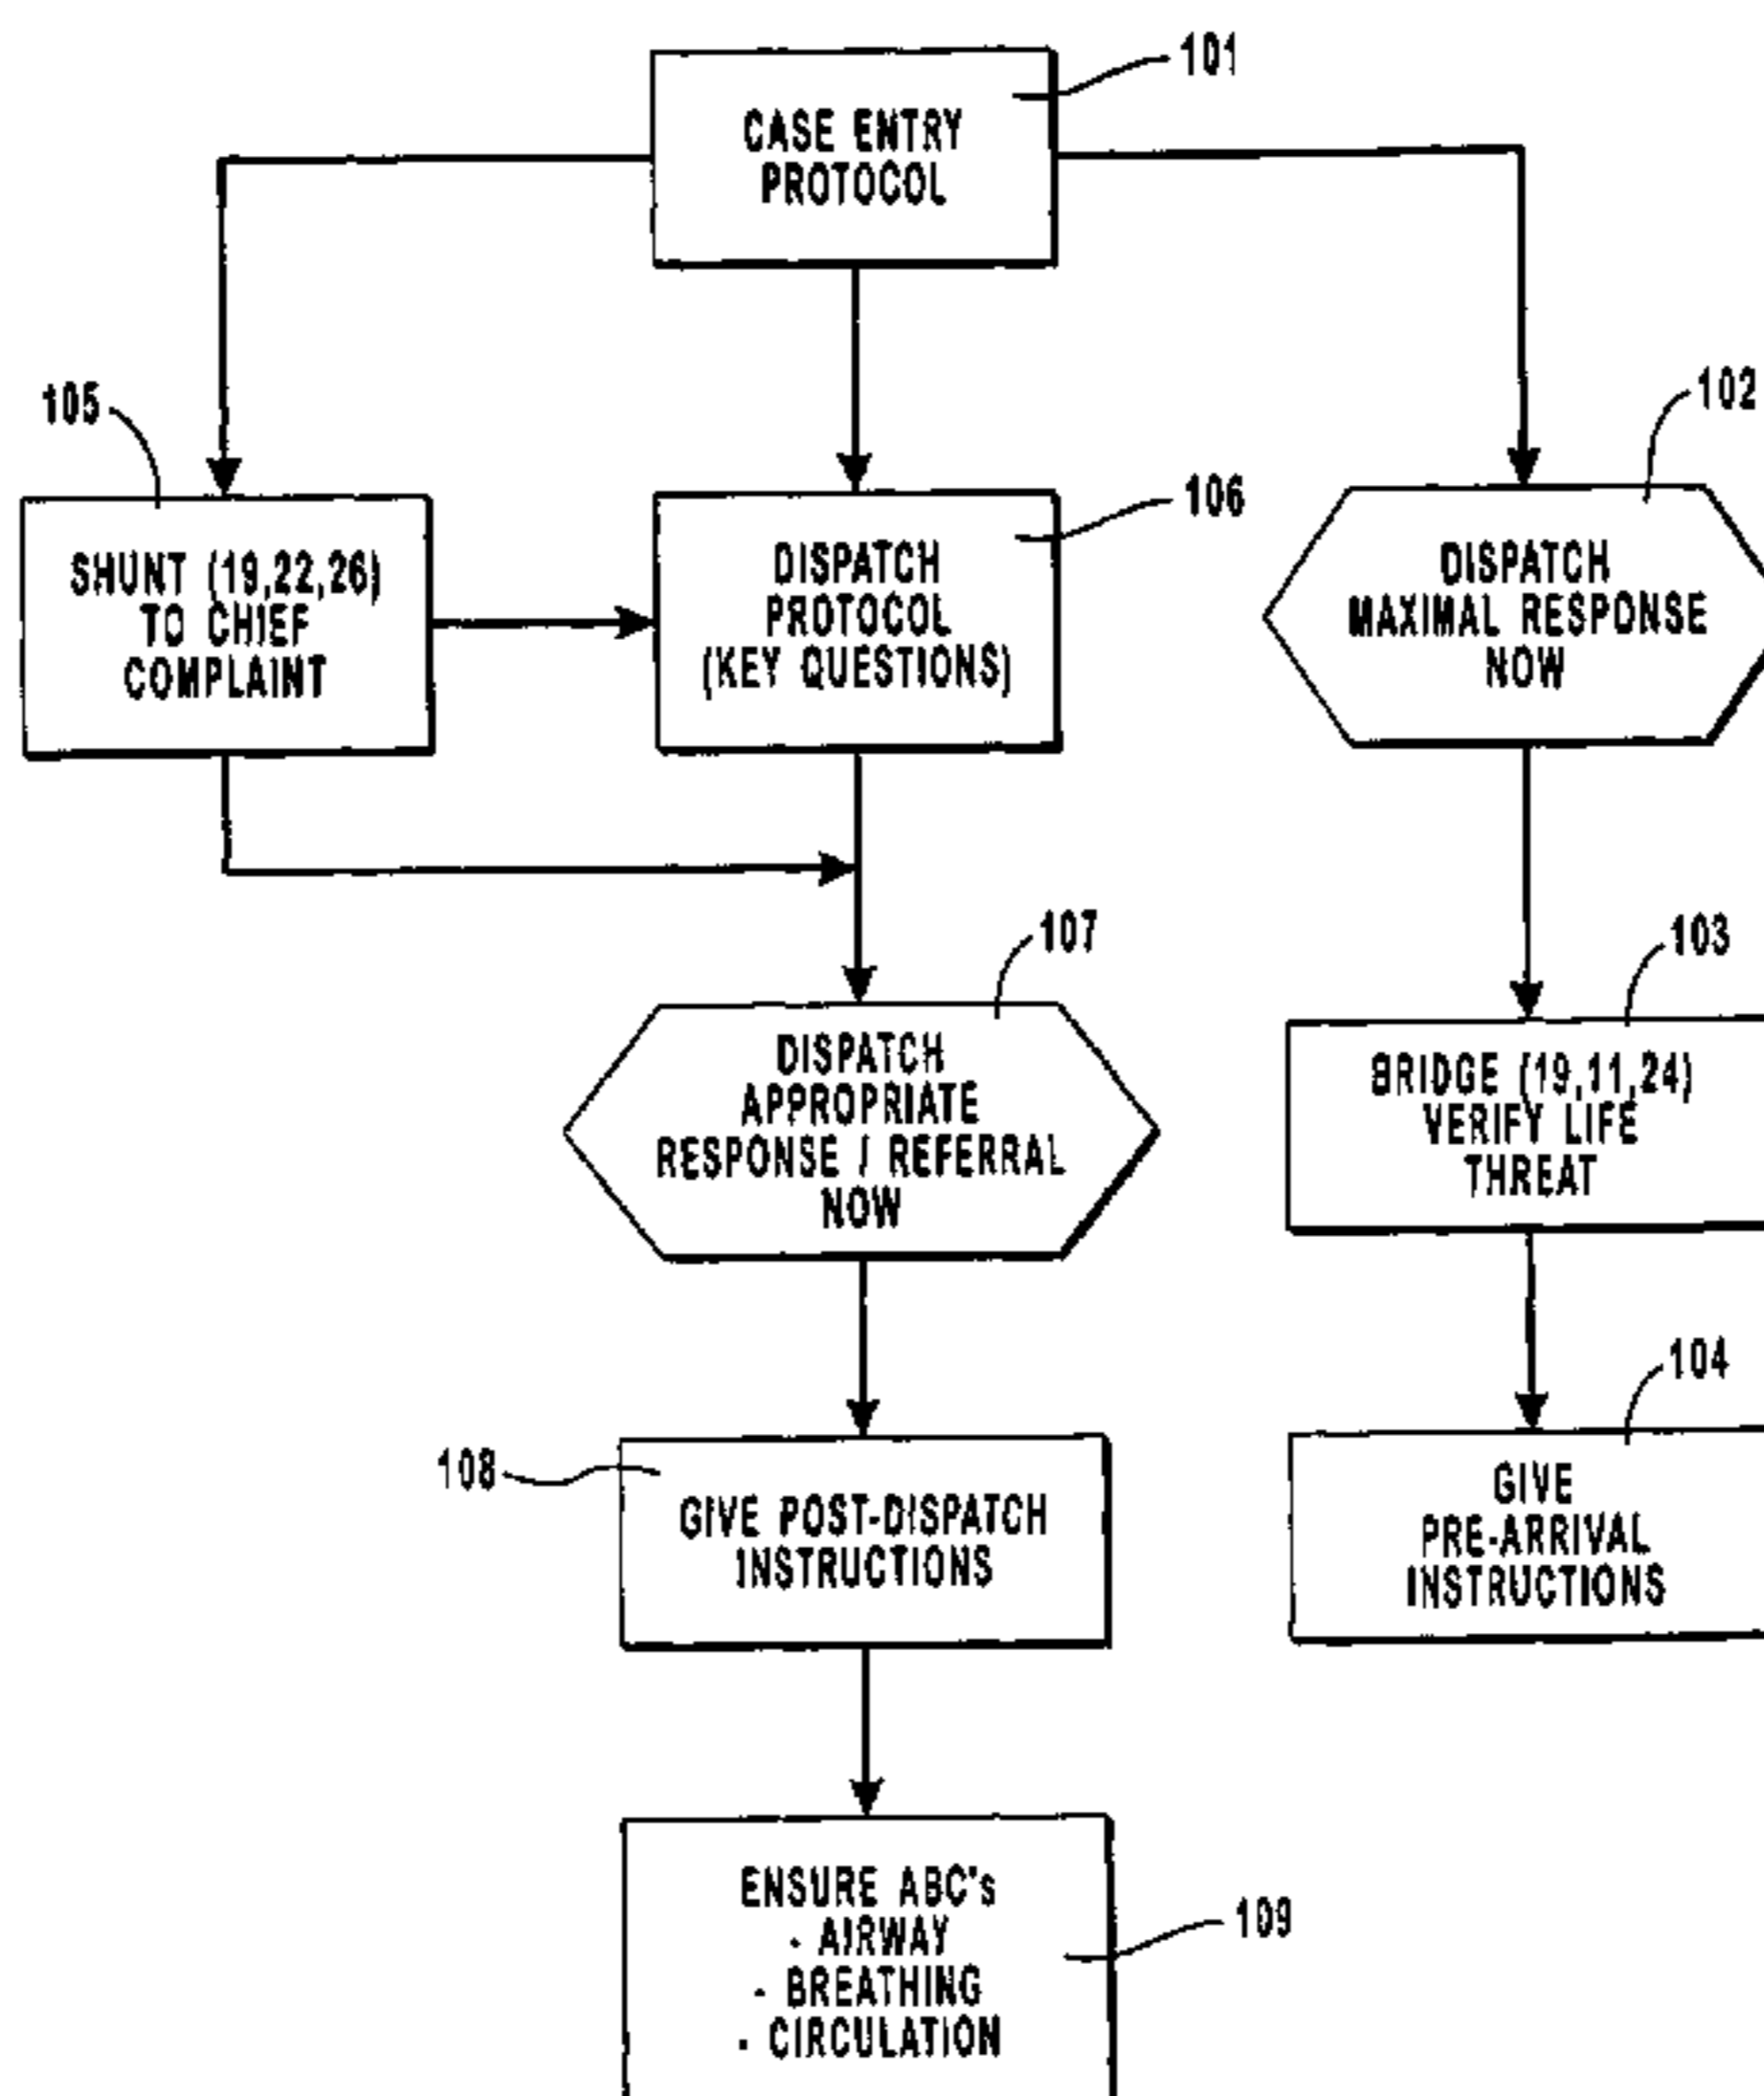 101
CASE ENTRY
PROTOCOL
105
102
106
SHUNT (19,22,26)
TO CHIEF
COMPLAINT
DISPATCH
PROTOCOL
(KEY QUESTIONS)
DISPATCH
MAXIMAL RESPONSE
NOW
107
103
DISPATCH
APPROPRIATE
RESPONSE / REFERRAL
NOW
BRIDGE (19,11,24)
VERIFY LIFE
THREAT
104
108
GIVE POST-DISPATCH
INSTRUCTIONS
GIVE
PRE-ARRIVAL
INSTRUCTIONS
109
ENSURE ABC's
- AIRWAY
- BREATHING
- CIRCULATION